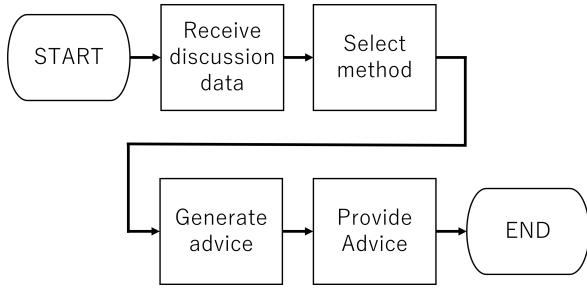 START
Receive
discussion
data
Select
method
Generate
advice
Provide
Advice
END